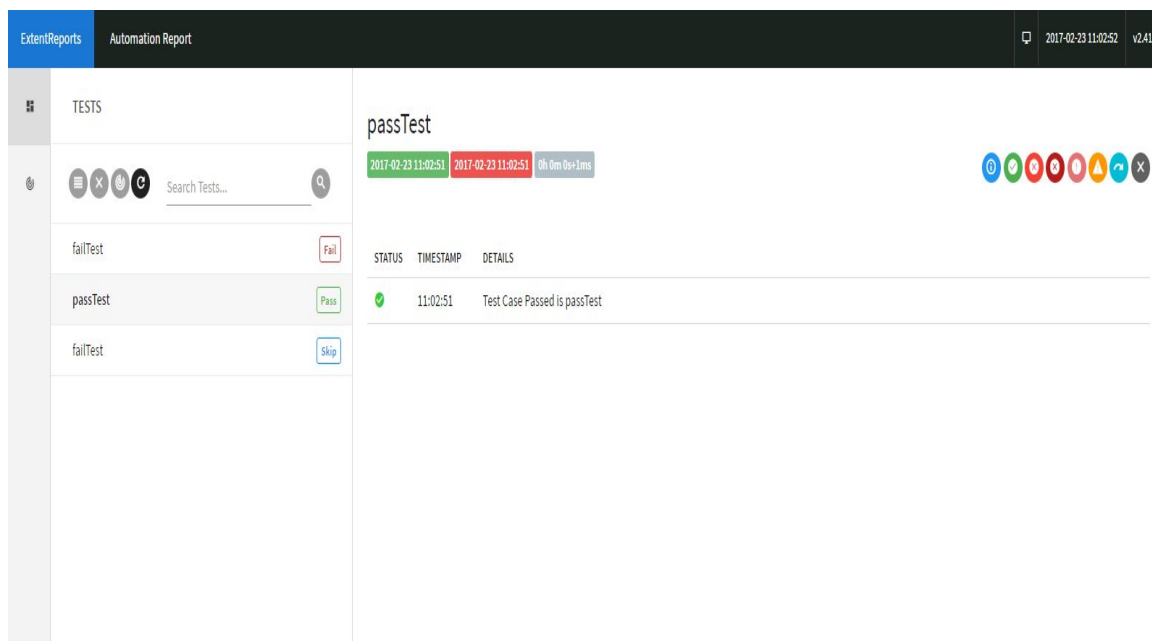 ExtentReports Automation Report 2017-02-23 11:02:52 v2.41
TESTS
Search Tests...
failTest Fail
passTest Pass
failTest Skip
passTest
2017-02-23 11:02:51 2017-02-23 11:02:51 0h 0m 0s+1ms
STATUS TIMESTAMP DETAILS
11:02:51 Test Case Passed is passTest